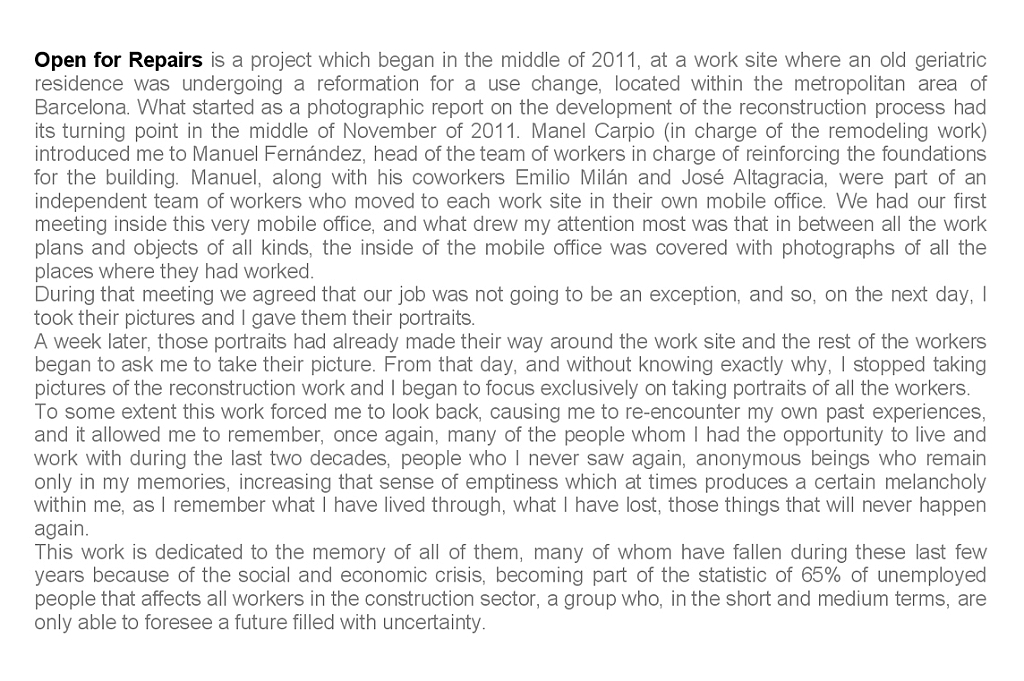 Open for Repairs is a project which began in the middle of 2011, at a work site where an old geriatric
residence was undergoing a reformation for a use change, located within the metropolitan area of
Barcelona. What started as a photographic report on the development of the reconstruction process had
its turning point in the middle of November of 2011. Manel Carpio (in charge of the remodeling work)
introduced me to Manuel Fernández, head of the team of workers in charge of reinforcing the foundations
for the building. Manuel, along with his coworkers Emilio Milán and José Altagracia, were part of an
independent team of workers who moved to each work site in their own mobile office. We had our first
meeting inside this very mobile office, and what drew my attention most was that in between all the work
plans and objects of all kinds, the inside of the mobile office was covered with photographs of all the
places where they had worked.
During that meeting we agreed that our job was not going to be an exception, and so, on the next day, I
took their pictures and I gave them their portraits.
A week later, those portraits had already made their way around the work site and the rest of the workers
began to ask me to take their picture. From that day, and without knowing exactly why, I stopped taking
pictures of the reconstruction work and I began to focus exclusively on taking portraits of all the workers.
To some extent this work forced me to look back, causing me to re-encounter my own past experiences,
and it allowed me to remember, once again, many of the people whom I had the opportunity to live and
work with during the last two decades, people who I never saw again, anonymous beings who remain
only in my memories, increasing that sense of emptiness which at times produces a certain melancholy
within me, as I remember what I have lived through, what I have lost, those things that will never happen
again.
This work is dedicated to the memory of all of them, many of whom have fallen during these last few
years because of the social and economic crisis, becoming part of the statistic of 65% of unemployed
people that affects all workers in the construction sector, a group who, in the short and medium terms, are
only able to foresee a future filled with uncertainty.